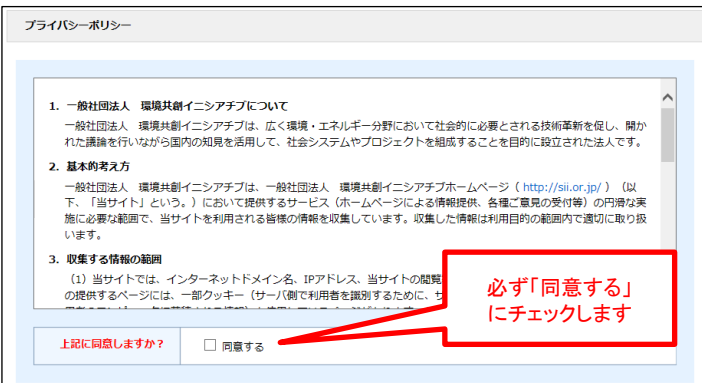 プライバシーポリシー
1. 一般社団法人　環境共創イニシアチブについて
一般社団法人　環境共創イニシアチブは、広く環境・エネルギー分野において社会的に必要とされる技術革新を促し、開か
れた議論を行いながら国内の知見を活用して、社会システムやプロジェクトを組成することを目的に設立された法人です。
2. 基本的考え方
一般社団法人　環境共創イニシアチブは、一般社団法人　環境共創イニシアチブホームページ（ http://sii.or.jp/ ）（以
下、「当サイト」という。）において提供するサービス（ホームページによる情報提供、各種ご意見の受付等）の円滑な実
施に必要な範囲で、当サイトを利用される皆様の情報を収集しています。収集した情報は利用目的の範囲内で適切に取り扱
います。
3. 収集する情報の範囲
（1）当サイトでは、インターネットドメイン名、IPアドレス、当サイトの閲覧
の提供するページには、一部クッキー（サーバ側で利用者を識別するために、サ
必ず「同意する」
にチェックします
上記に同意しますか？
同意する